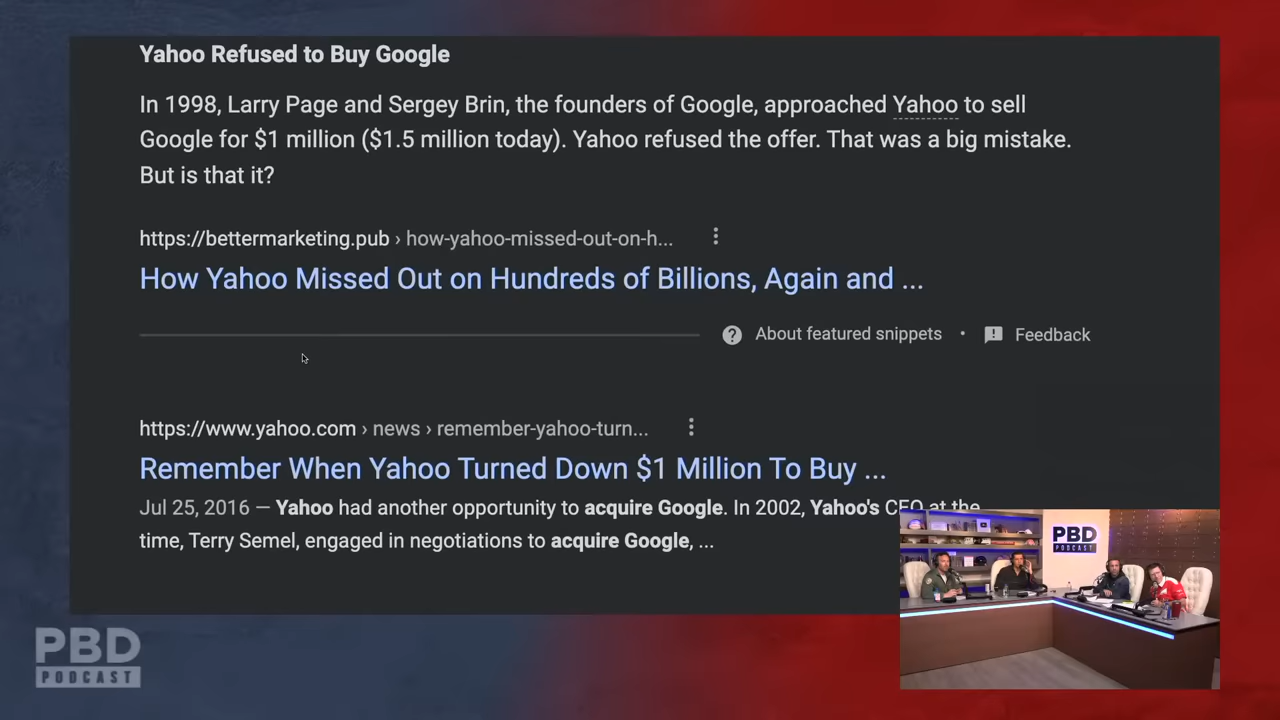 Yahoo Refused to Buy Google
In 1998, Larry Page and Sergey Brin, the founders of Google, approached Yahoo to sell
Google for $1 million ($1.5 million today). Yahoo refused the offer. That was a big mistake.
But is that it?
https://bettermarketing.pub › how-yahoo-missed-out-on-h...
How Yahoo Missed Out on Hundreds of Billions, Again and ...
About featured snippets • Feedback
https://www.yahoo.com › news › remember-yahoo-turn...
Remember When Yahoo Turned Down $1 Million To Buy ...
Jul 25, 2016 — Yahoo had another opportunity to acquire Google. In 2002, Yahoo's CEO at the
time, Terry Semel, engaged in negotiations to acquire Google, ...
PBD
PODCAST
PBD
PODCAST